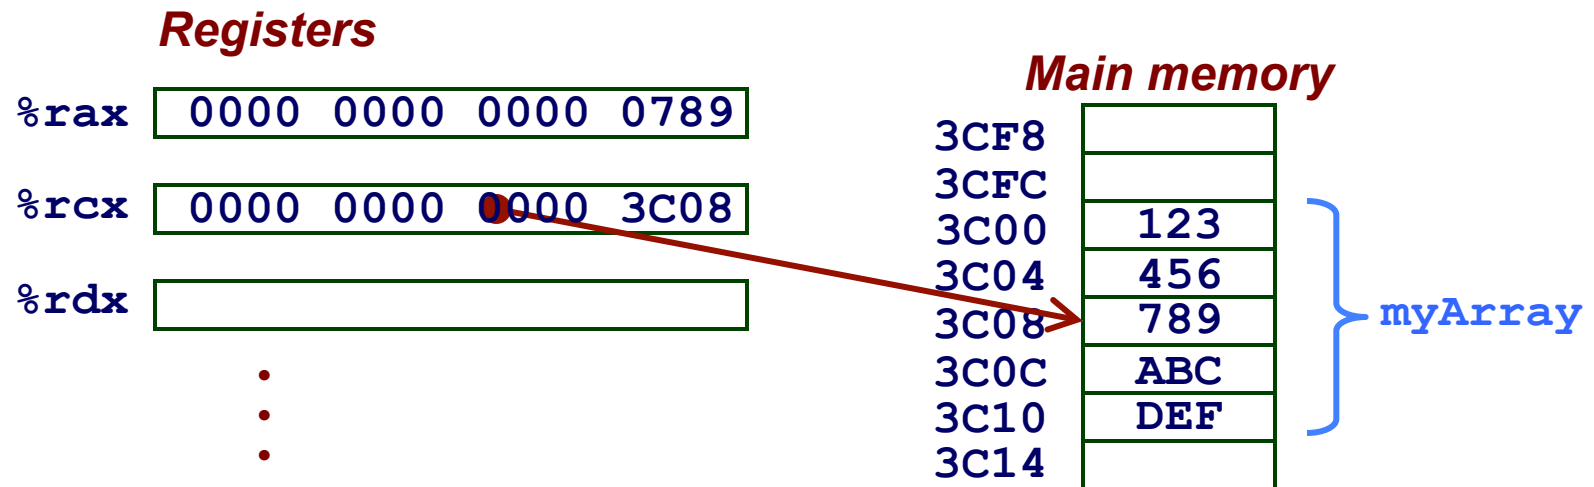 Registers
%rax 0000 0000 0000 0789
%rcx 0000 0000 0000 3C08
%rdx
Main memory
3CF8
3CFC
3C00 123
3C04 456
3C08 789
3C0C ABC
3C10 DEF
3C14
myArray